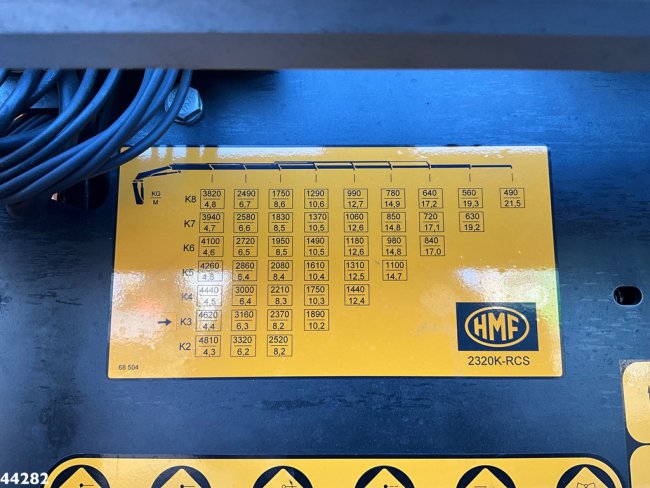 KG
M
K8 3820 2490 1750 1290 990 780 640 560 490
4,8 6,7 8,6 10,6 12,7 14,9 17,2 19,3 21,5
K7 3940 2580 1830 1370 1060 850 720 630
4,7 6,6 8,5 10,5 12,6 14,8 17,1 19,2
K6 4100 2720 1950 1490 1180 980 840
4,6 6,5 8,5 10,5 12,6 14,8 17,0
K5 4260 2860 2080 1610 1310 1100
4,6 6,4 8,4 10,4 12,5 14,7
K4 4440 3000 2210 1750 1440
4,5 6,4 8,3 10,3 12,4
K3 4620 3160 2370 1890
4,4 6,3 8,2 10,2
K2 4810 3320 2520
4,3 6,2 8,2
HMF
2320K-RCS
68 504
44282